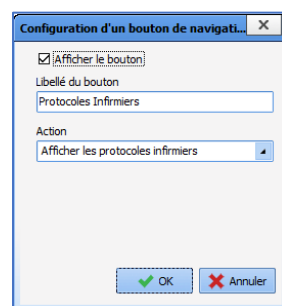 Configuration d'un bouton de navigati...
Afficher le bouton
Libellé du bouton
Protocoles Infirmiers
Action
Afficher les protocoles infirmiers
OK
Annuler